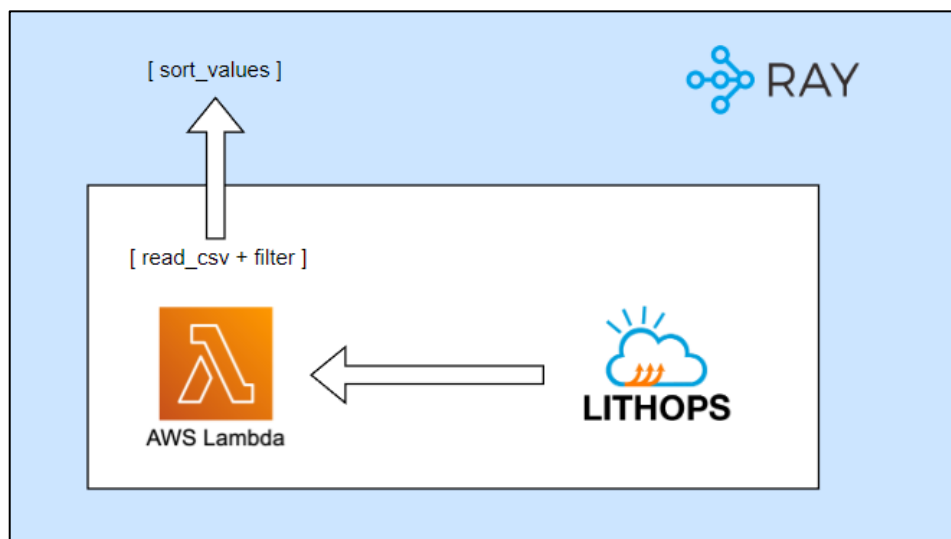 [ sort_values ]
RAY
[ read_csv + filter ]
AWS Lambda
LITHOPS